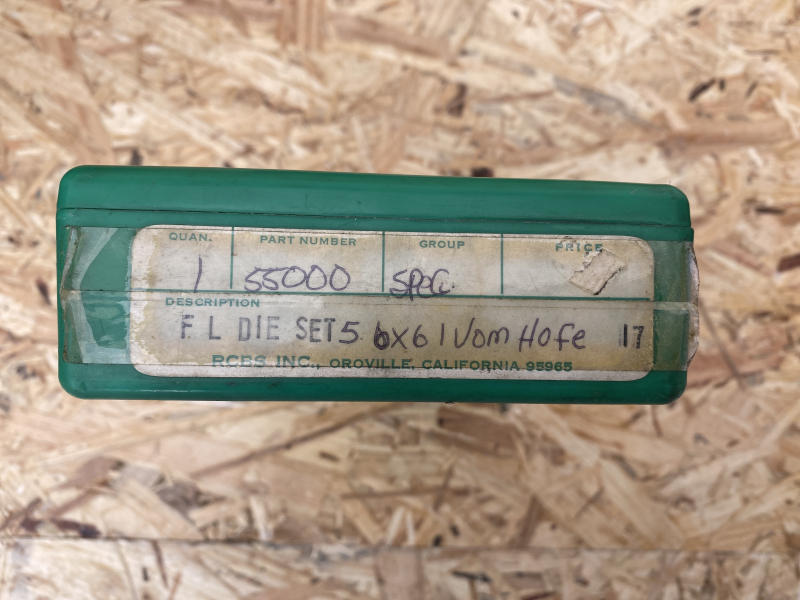 QUAN. PART NUMBER GROUP PRICE
1 55000 SPEC
DESCRIPTION
F L DIE SET 5 6X61 Vom Hofe 17
RCBS INC., OROVILLE, CALIFORNIA 95965